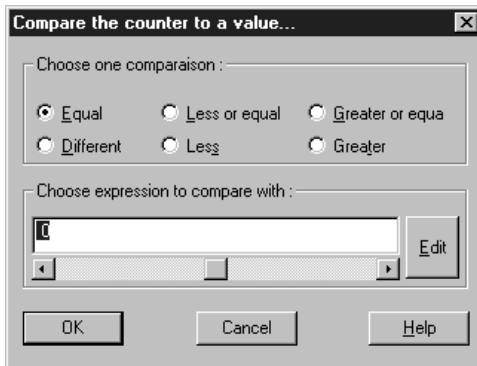 Compare the counter to a value...
Choose one comparaison :
Equal Less or equal Greater or equa
Different Less Greater
Choose expression to compare with :
0
Edit
OK Cancel Help